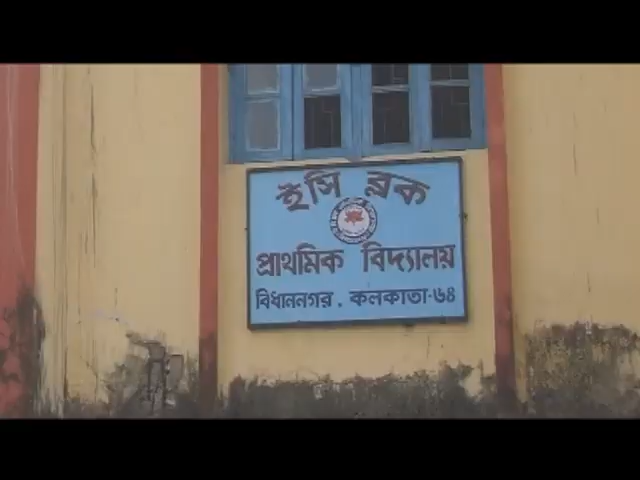 ইসি ব্লক
প্রাথমিক বিদ্যালয়
বিধাননগর. কলকাতা-৬৪